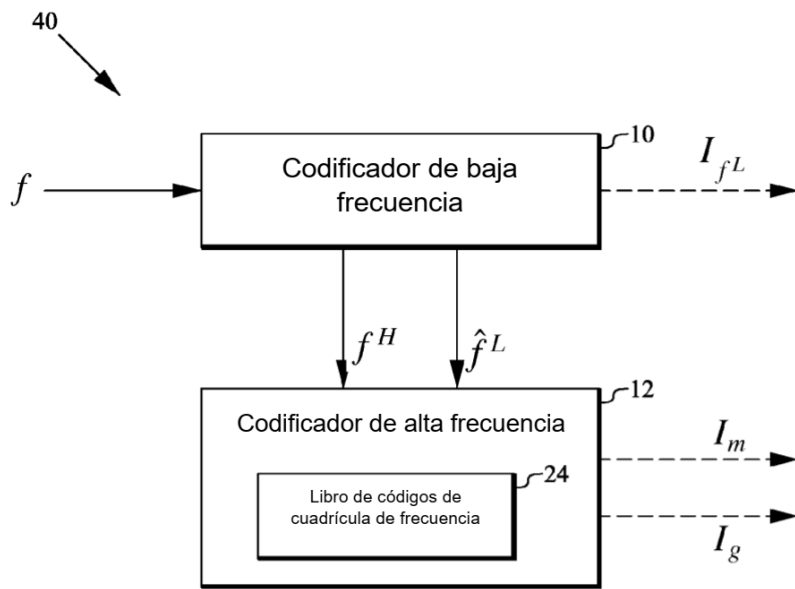 40
10
Codificador de baja
frecuencia
f
I_{f^L}
f^H
\hat{f}^L
12
Codificador de alta frecuencia
I_m
24
Libro de códigos de
cuadrícula de frecuencia
I_g